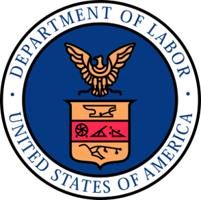 DEPARTMENT OF LABOR
UNITED STATES OF AMERICA